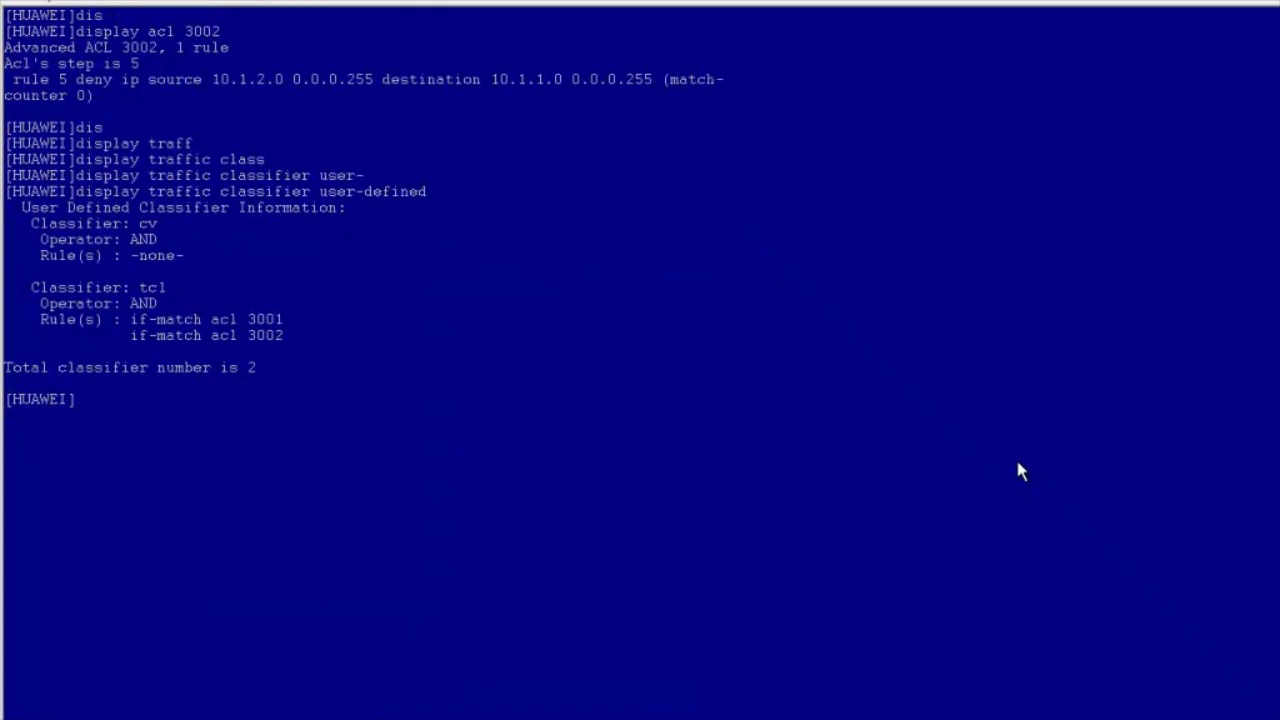 [HUAWEI]dis
[HUAWEI]display acl 3002
Advanced ACL 3002, 1 rule
Acl's step is 5
 rule 5 deny ip source 10.1.2.0 0.0.0.255 destination 10.1.1.0 0.0.0.255 (match-
counter 0)
[HUAWEI]dis
[HUAWEI]display traff
[HUAWEI]display traffic class
[HUAWEI]display traffic classifier user-
[HUAWEI]display traffic classifier user-defined
  User Defined Classifier Information:
   Classifier: cv
    Operator: AND
    Rule(s) : -none-
   Classifier: tc1
    Operator: AND
    Rule(s) : if-match acl 3001
              if-match acl 3002
Total classifier number is 2
[HUAWEI]